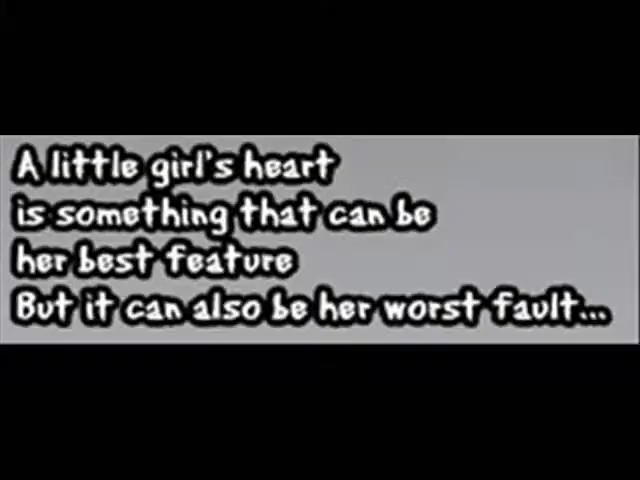 A little girl's heart
is something that can be
her best feature
But it can also be her worst fault...